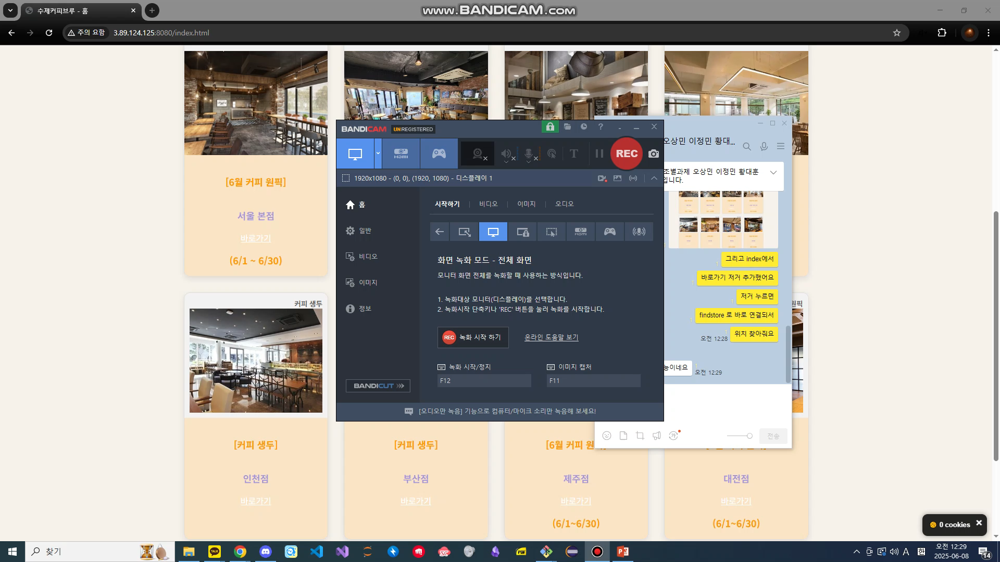 수제커피브루 - 홈
www.BANDICAM.com
주의 요함
3.89.124.125:8080/index.html
[6월 커피 원픽]
서울 본점
바로가기
(6/1 ~ 6/30)
BANDICAM UNREGISTERED
HDMI
REC
1920x1080 - (0, 0), (1920, 1080) - 디스플레이 1
홈
일반
비디오
이미지
정보
BANDICUT
시작하기
비디오
이미지
오디오
HDMI
화면 녹화 모드 - 전체 화면
모니터 화면 전체를 녹화할 때 사용하는 방식입니다.
1. 녹화대상 모니터(디스플레이)를 선택합니다.
2. 녹화시작 단축키나 'REC' 버튼을 눌러 녹화를 시작합니다.
REC 녹화 시작 하기
온라인 도움말 보기
녹화 시작/정지
이미지 캡처
F12
F11
[오디오만 녹음] 기능으로 컴퓨터/마이크 소리만 녹음해 보세요!
오상민 이정민 황대...
조별과제 오상민 이정민 황대훈
입니다.
그리고 index에서
1
바로가기 저거 추가했어요
1
저거 누르면
1
findstore 로 바로 연결되서
1
위치 찾아줘요
1
오전 12:28
능이네요
1
오전 12:29
전송
커피 생두
원픽
[커피 생두]
인천점
바로가기
[커피 생두]
부산점
바로가기
[6월 커피 원
제주점
바로가기
(6/1~6/30)
대전점
바로가기
(6/1~6/30)
0 cookies
찾기
TALK
PDF
A
한
오전 12:29
2025-06-08
14